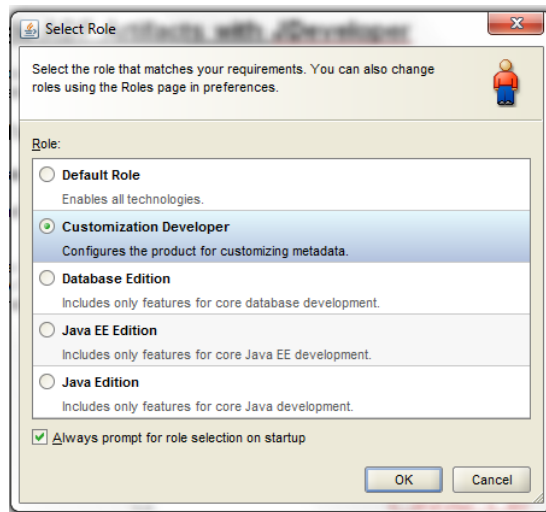 Select Role
Artifacts with JDeveloper
Select the role that matches your requirements. You can also change
roles using the Roles page in preferences.
Role:
Default Role
Enables all technologies.
Customization Developer
Configures the product for customizing metadata.
Database Edition
Includes only features for core database development.
Java EE Edition
Includes only features for core Java EE development.
Java Edition
Includes only features for core Java development.
Always prompt for role selection on startup
OK
Cancel